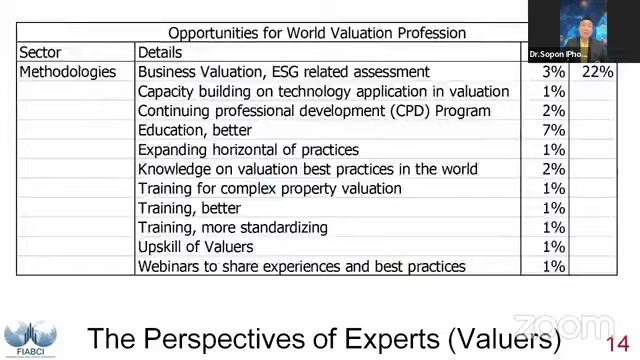 Opportunities for World Valuation Profession
Sector Details
Methodologies Business Valuation, ESG related assessment 3% 22%
Capacity building on technology application in valuation 1%
Continuing professional development (CPD) Program 2%
Education, better 7%
Expanding horizontal of practices 1%
Knowledge on valuation best practices in the world 2%
Training for complex property valuation 1%
Training, better 1%
Training, more standardizing 1%
Upskill of Valuers 1%
Webinars to share experiences and best practices 1%
Dr.Sopon (Pho...
zoom
FIABCI
The Perspectives of Experts (Valuers) 14